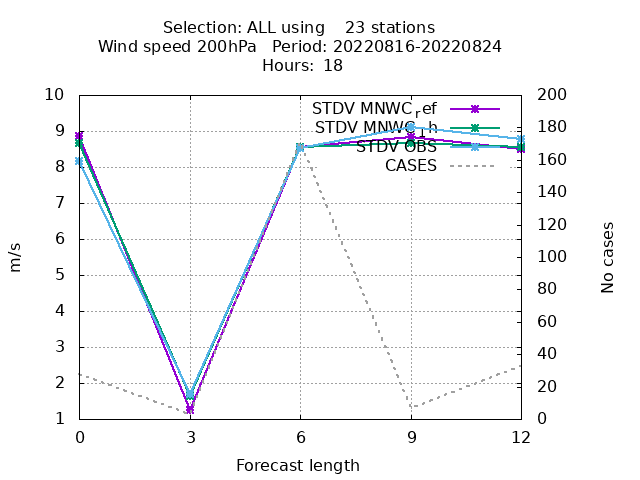 Selection: ALL using    23 stations
Wind speed 200hPa   Period: 20220816-20220824
Hours: 18
STDV MNWC_ref
STDV MNWC_1h
STDV OBS
CASES
10
9
8
7
6
5
4
3
2
1
200
180
160
140
120
100
80
60
40
20
0
m/s
No cases
0 3 6 9 12
Forecast length